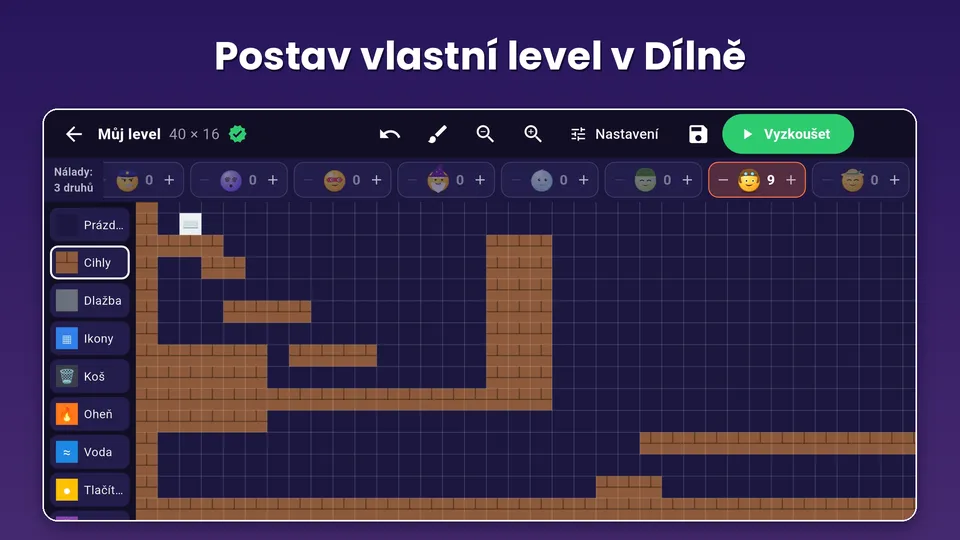 Postav vlastní level v Dílně
Můj level 40 × 16 Nastavení Vyzkoušet
Nálady:
3 druhů
0 + − 0 + − 0 + − 0 + − 0 + − 0 + − 9 + − 0 +
Prázd...
Cihly
Dlažba
Ikony
Koš
Oheň
Voda
Tlačít...